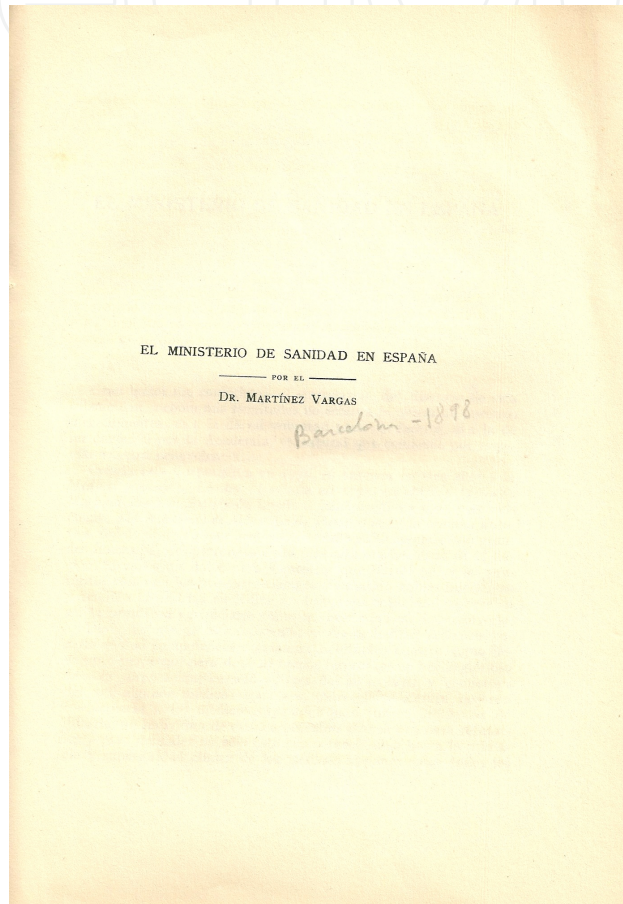 EL MINISTERIO DE SANIDAD EN ESPAÑA
POR EL
DR. MARTÍNEZ VARGAS
Barcelona - 1898